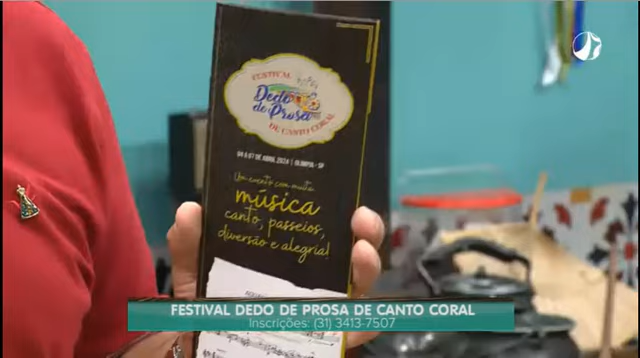 FESTIVAL
Dedo
de Prosa
DE CANTO CORAL
04 A 07 DE ABRIL 2024 | OLÍMPIA - SP
Um evento com muita
música
canto, passeios,
diversão e alegria!
FESTIVAL DEDO DE PROSA DE CANTO CORAL
Inscrições: (31) 3413-7507